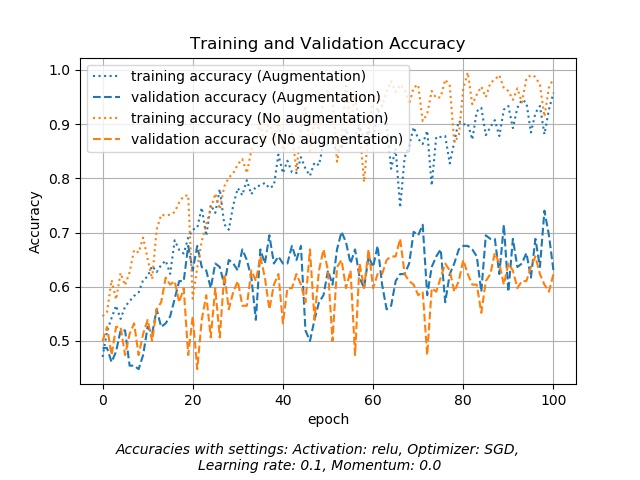 Training and Validation Accuracy
training accuracy (Augmentation)
validation accuracy (Augmentation)
training accuracy (No augmentation)
validation accuracy (No augmentation)
1.0
0.9
0.8
0.7
0.6
0.5
Accuracy
0
20
40
60
80
100
epoch
Accuracies with settings: Activation: relu, Optimizer: SGD,
Learning rate: 0.1, Momentum: 0.0